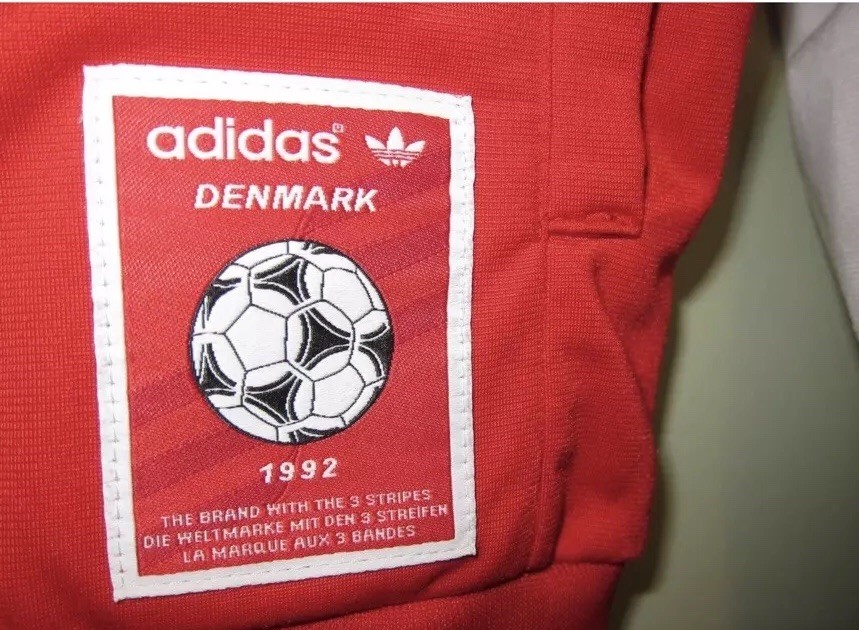 adidas
DENMARK
1992
THE BRAND WITH THE 3 STRIPES
DIE WELTMARKE MIT DEN 3 STREIFEN
LA MARQUE AUX 3 BANDES